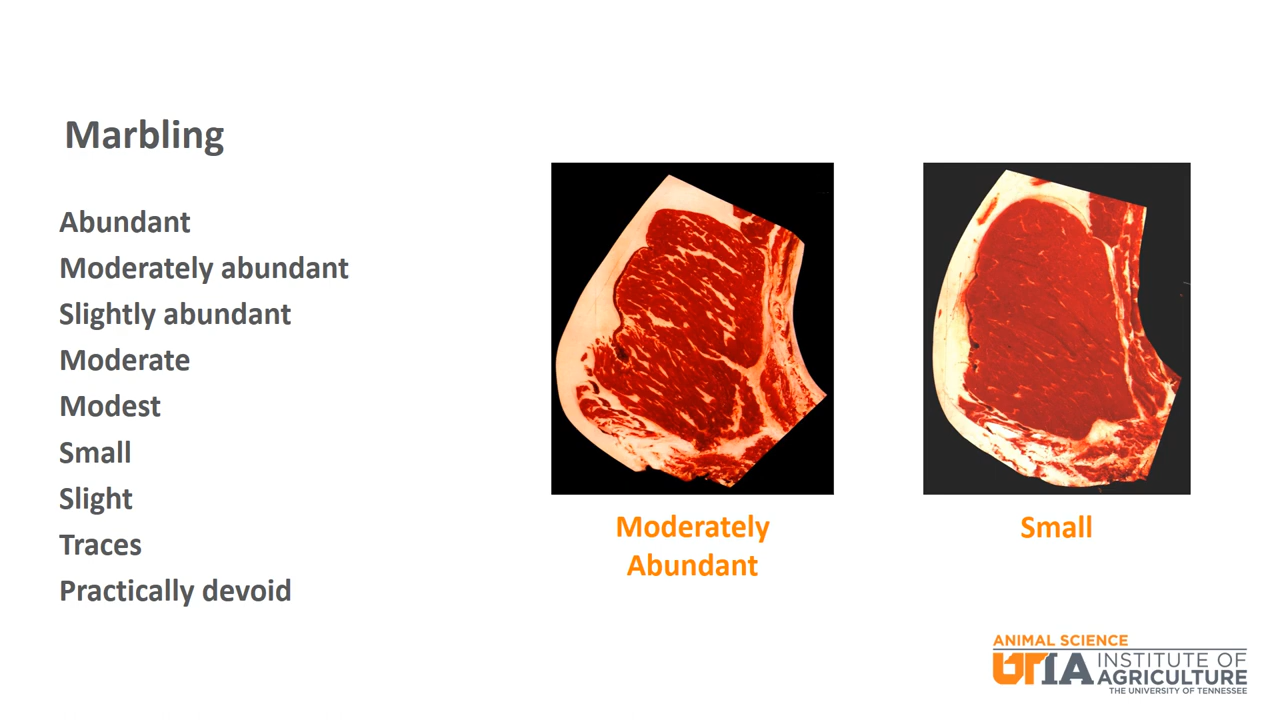 Marbling
Abundant
Moderately abundant
Slightly abundant
Moderate
Modest
Small
Slight
Traces
Practically devoid
Moderately
Abundant
Small
ANIMAL SCIENCE
UTIA INSTITUTE OF
AGRICULTURE
THE UNIVERSITY OF TENNESSEE